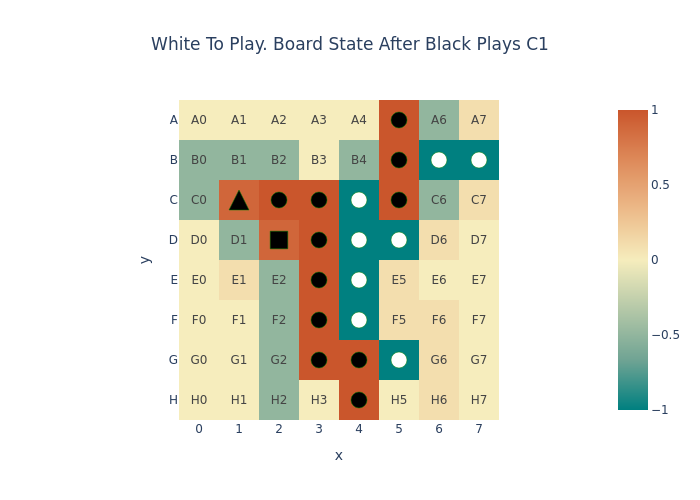 White To Play. Board State After Black Plays C1
A A0 A1 A2 A3 A4 A6 A7 1
B B0 B1 B2 B3 B4 0.5
C C0 C6 C7
D D0 D1 D6 D7 0
y E E0 E1 E2 E5 E6 E7
F F0 F1 F2 F5 F6 F7 −0.5
G G0 G1 G2 G6 G7
H H0 H1 H2 H3 H5 H6 H7 −1
0 1 2 3 4 5 6 7
x